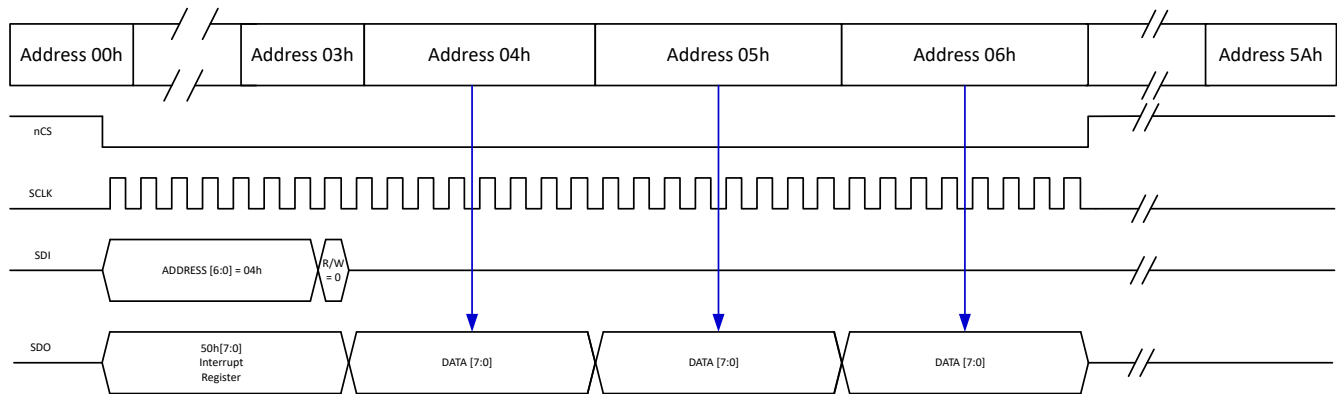 Address 00h
Address 03h
Address 04h
Address 05h
Address 06h
Address 5Ah
nCS
SCLK
SDI
ADDRESS [6:0] = 04h
R/W
= 0
SDO
50h[7:0]
Interrupt
Register
DATA [7:0]
DATA [7:0]
DATA [7:0]